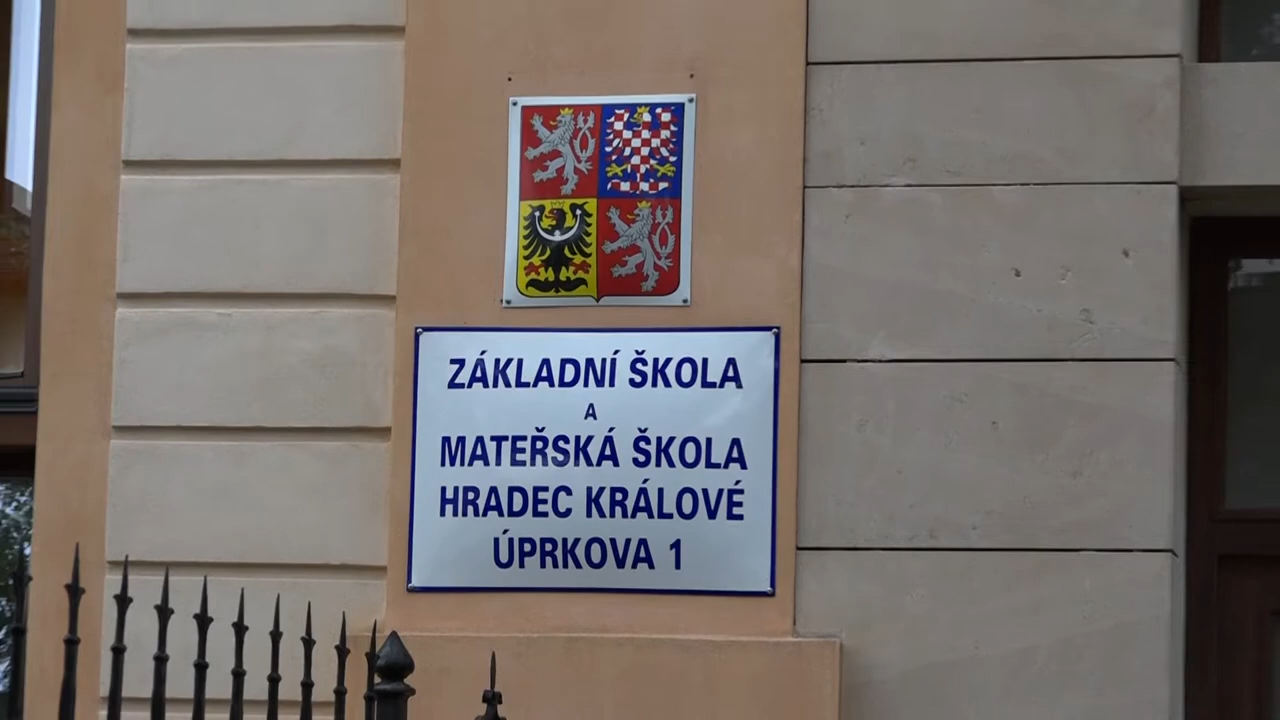 ZÁKLADNÍ ŠKOLA
A
MATEŘSKÁ ŠKOLA
HRADEC KRÁLOVÉ
ÚPRKOVA 1